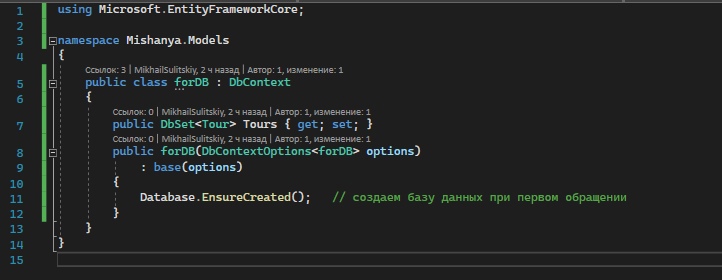 1 using Microsoft.EntityFrameworkCore;
2
3 namespace Mishanya.Models
4 {
Ссылок: 3 | MikhailSulitskiy, 2 ч назад | Автор: 1, изменение: 1
5 public class forDB : DbContext
6 {
Ссылок: 0 | MikhailSulitskiy, 2 ч назад | Автор: 1, изменение: 1
7 public DbSet<Tour> Tours { get; set; }
Ссылок: 0 | MikhailSulitskiy, 2 ч назад | Автор: 1, изменение: 1
8 public forDB(DbContextOptions<forDB> options)
9 : base(options)
10 {
11 Database.EnsureCreated(); // создаем базу данных при первом обращении
12 }
13 }
14 }
15